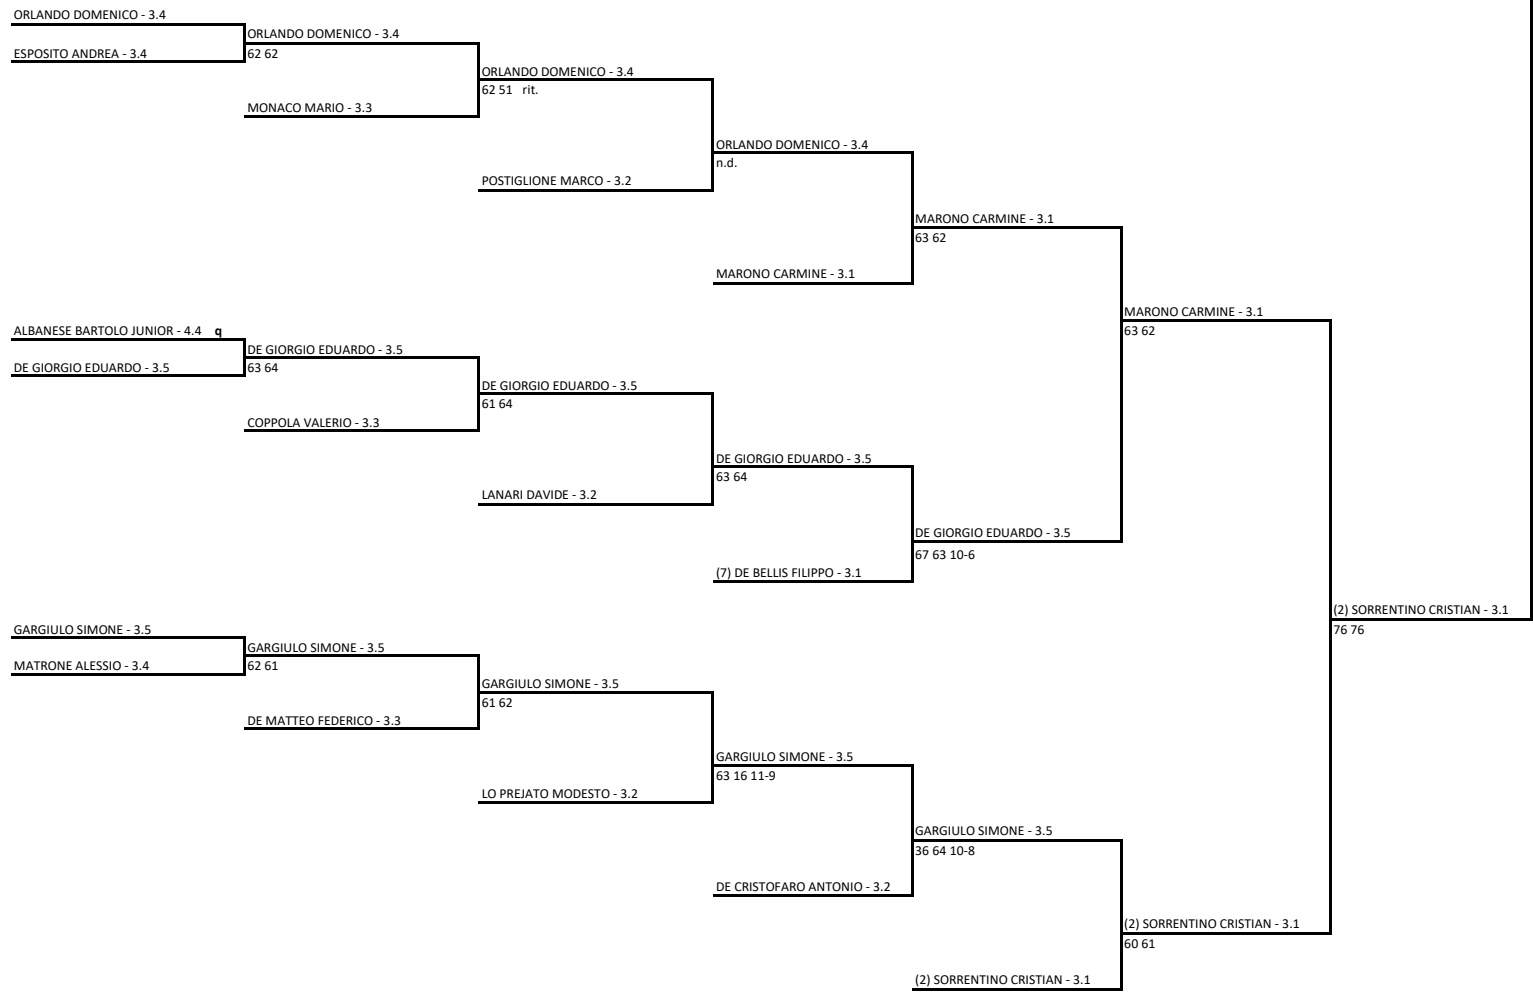 ORLANDO DOMENICO - 3.4
ORLANDO DOMENICO - 3.4
ESPOSITO ANDREA - 3.4
62 62
ORLANDO DOMENICO - 3.4
62 51 rit.
MONACO MARIO - 3.3
ORLANDO DOMENICO - 3.4
n.d.
POSTIGLIONE MARCO - 3.2
MARONO CARMINE - 3.1
63 62
MARONO CARMINE - 3.1
MARONO CARMINE - 3.1
63 62
ALBANESE BARTOLO JUNIOR - 4.4 q
DE GIORGIO EDUARDO - 3.5
DE GIORGIO EDUARDO - 3.5
63 64
DE GIORGIO EDUARDO - 3.5
61 64
COPPOLA VALERIO - 3.3
DE GIORGIO EDUARDO - 3.5
63 64
LANARI DAVIDE - 3.2
DE GIORGIO EDUARDO - 3.5
67 63 10-6
(7) DE BELLIS FILIPPO - 3.1
(2) SORRENTINO CRISTIAN - 3.1
76 76
GARGIULO SIMONE - 3.5
GARGIULO SIMONE - 3.5
MATRONE ALESSIO - 3.4
62 61
GARGIULO SIMONE - 3.5
61 62
DE MATTEO FEDERICO - 3.3
GARGIULO SIMONE - 3.5
63 16 11-9
LO PREJATO MODESTO - 3.2
GARGIULO SIMONE - 3.5
36 64 10-8
DE CRISTOFARO ANTONIO - 3.2
(2) SORRENTINO CRISTIAN - 3.1
60 61
(2) SORRENTINO CRISTIAN - 3.1